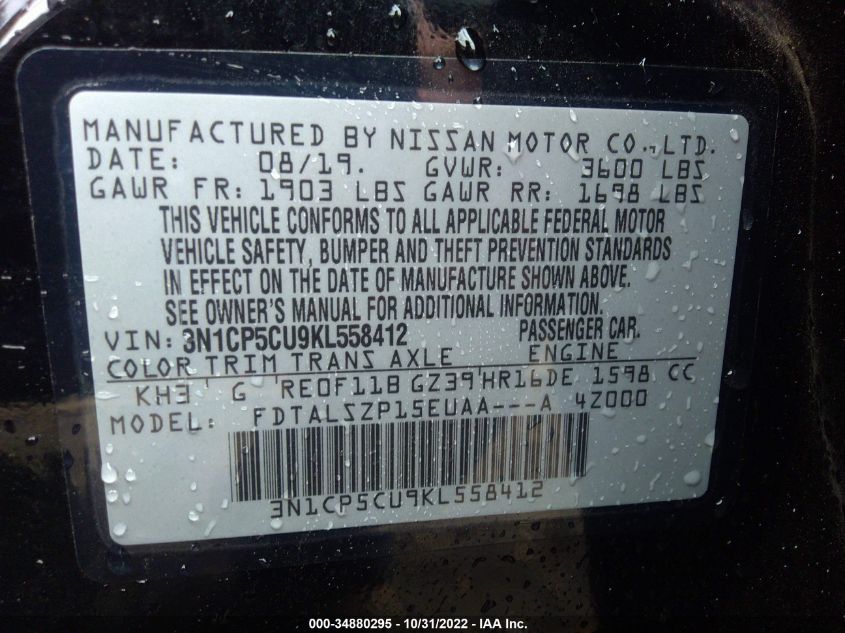 MANUFACTURED BY NISSAN MOTOR CO., LTD.
DATE: 08/19. GVWR: 3600 LBS
GAWR FR: 1903 LBS GAWR RR: 1698 LBS
THIS VEHICLE CONFORMS TO ALL APPLICABLE FEDERAL MOTOR
VEHICLE SAFETY, BUMPER AND THEFT PREVENTION STANDARDS
IN EFFECT ON THE DATE OF MANUFACTURE SHOWN ABOVE.
SEE OWNER'S MANUAL FOR ADDITIONAL INFORMATION.
VIN: 3N1CP5CU9KL558412 PASSENGER CAR.
COLOR TRIM TRANS AXLE ENGINE
KH3 G RE0F11B GZ39 HR16DE 1598 CC
MODEL: FDTALSZP15EUAA---A 4Z000
3N1CP5CU9KL558412
000-34880295 - 10/31/2022 - IAA Inc.